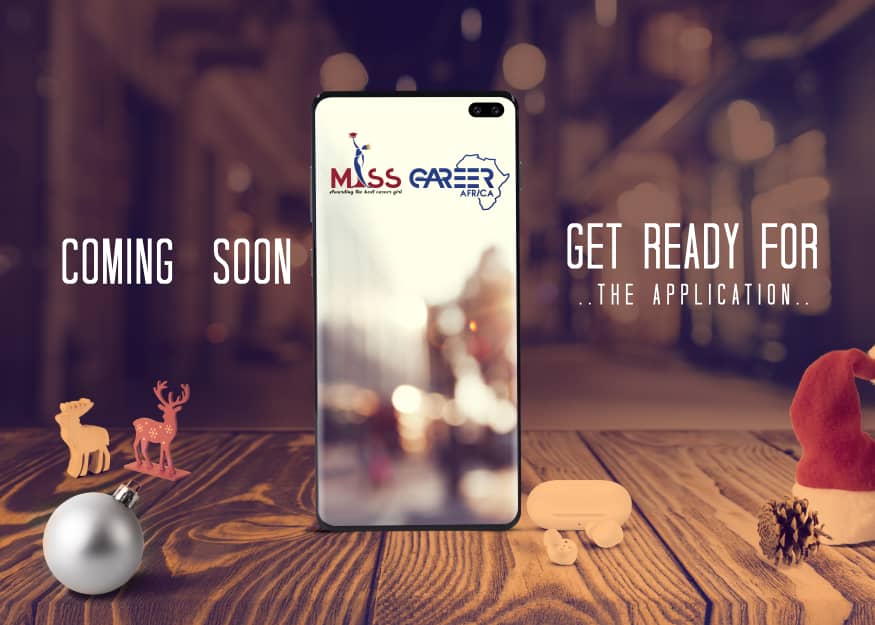 COMING SOON
MISS CAREER
AFRICA
Awarding the best career girl
GET READY FOR
..THE APPLICATION..